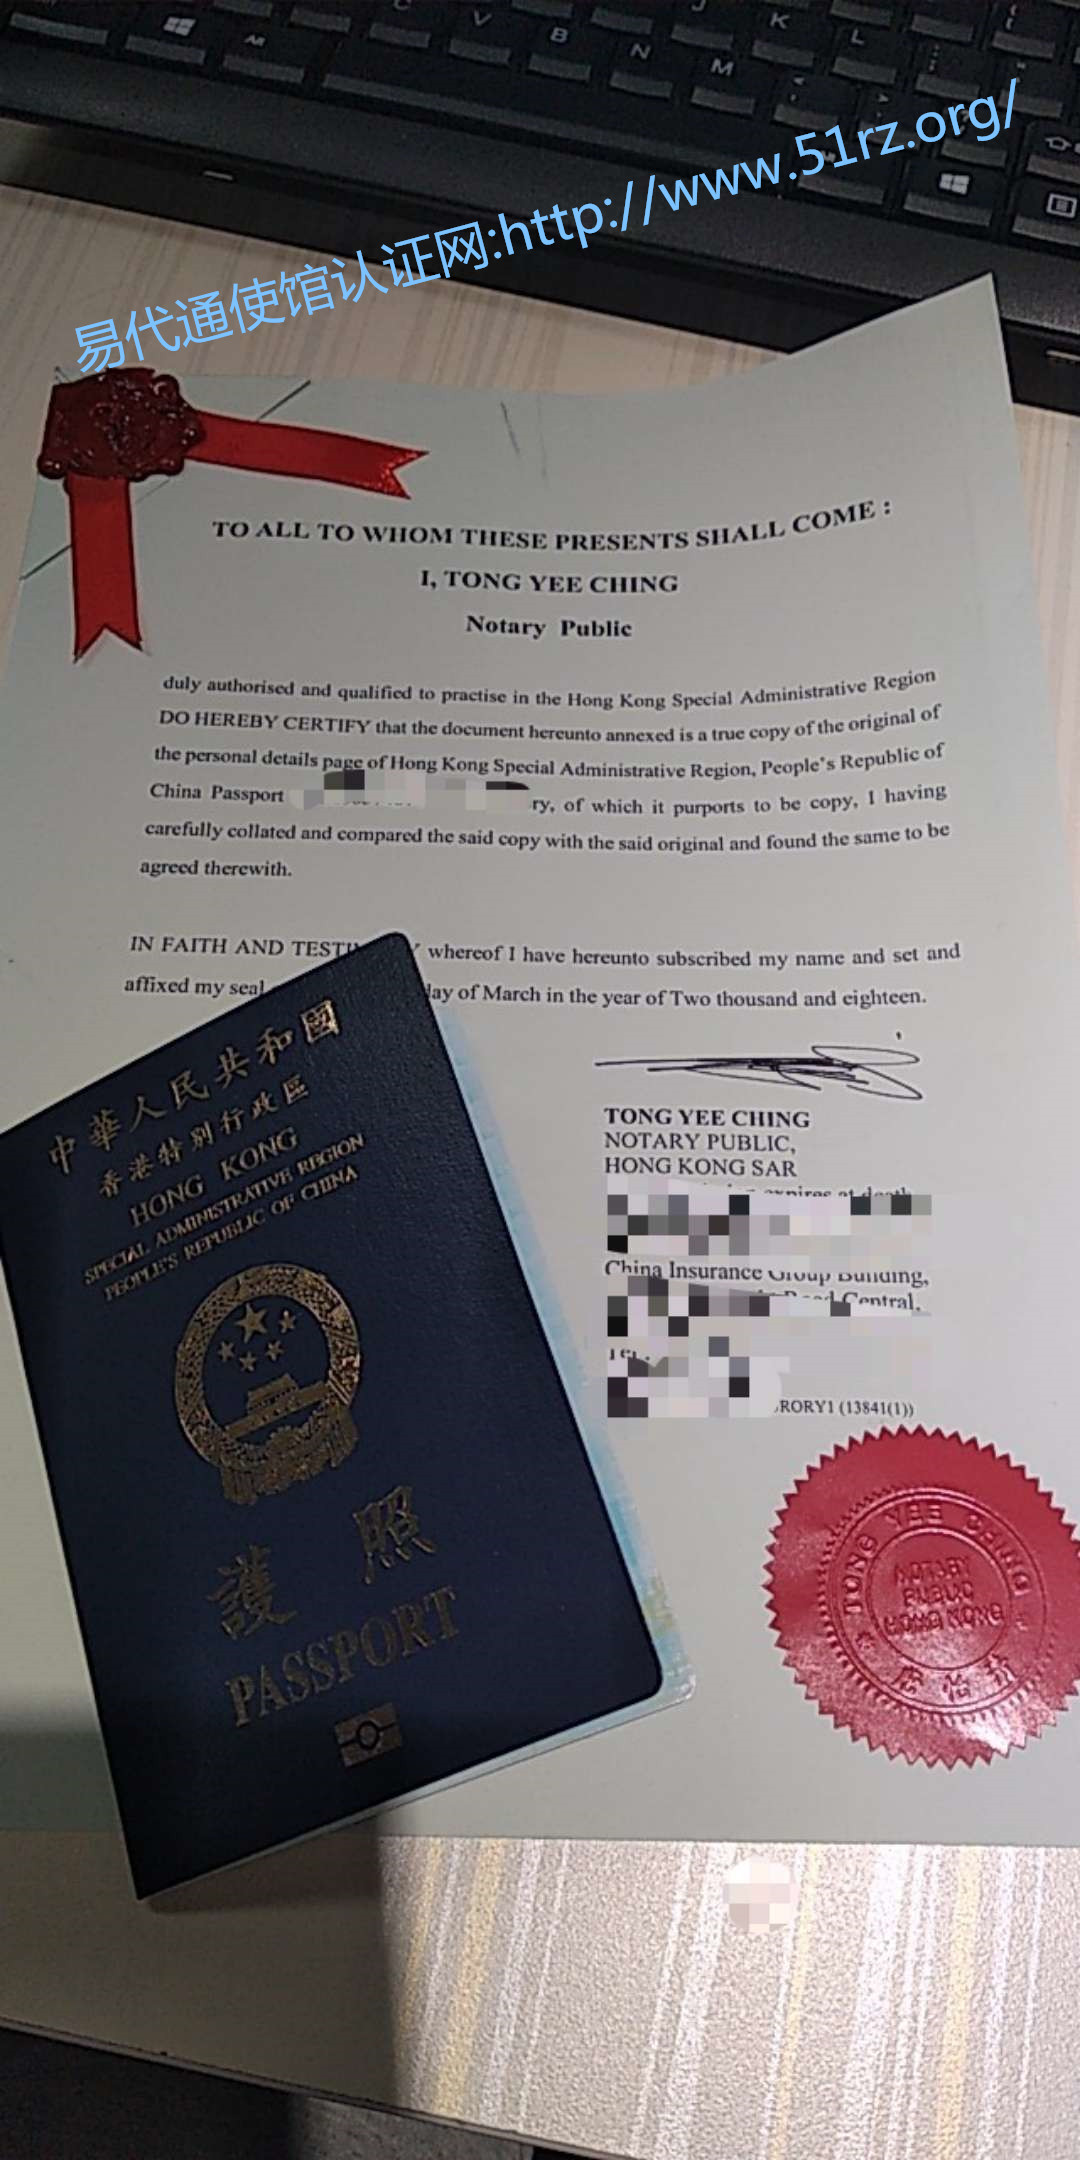 C V B N M J K L
Alt
易代通使馆认证网:http://www.51rz.org/
TO ALL TO WHOM THESE PRESENTS SHALL COME :
I, TONG YEE CHING
Notary Public
duly authorised and qualified to practise in the Hong Kong Special Administrative Region
DO HEREBY CERTIFY that the document hereunto annexed is a true copy of the original of
the personal details page of Hong Kong Special Administrative Region, People's Republic of
China Passport ry, of which it purports to be copy, I having
carefully collated and compared the said copy with the said original and found the same to be
agreed therewith.
IN FAITH AND whereof I have hereunto subscribed my name and set and
affixed my seal day of March in the year of Two thousand and eighteen.
TONG YEE CHING
NOTARY PUBLIC,
HONG KONG SAR
expires at death
China Insurance Group Building,
Central,
RORY1 (13841(1))
中華人民共和國
香港特別行政區
HONG KONG
SPECIAL ADMINISTRATIVE REGION
PEOPLE'S REPUBLIC OF CHINA
護照
PASSPORT
TONG YEE CHING
NOTARY
PUBLIC
HONG KONG